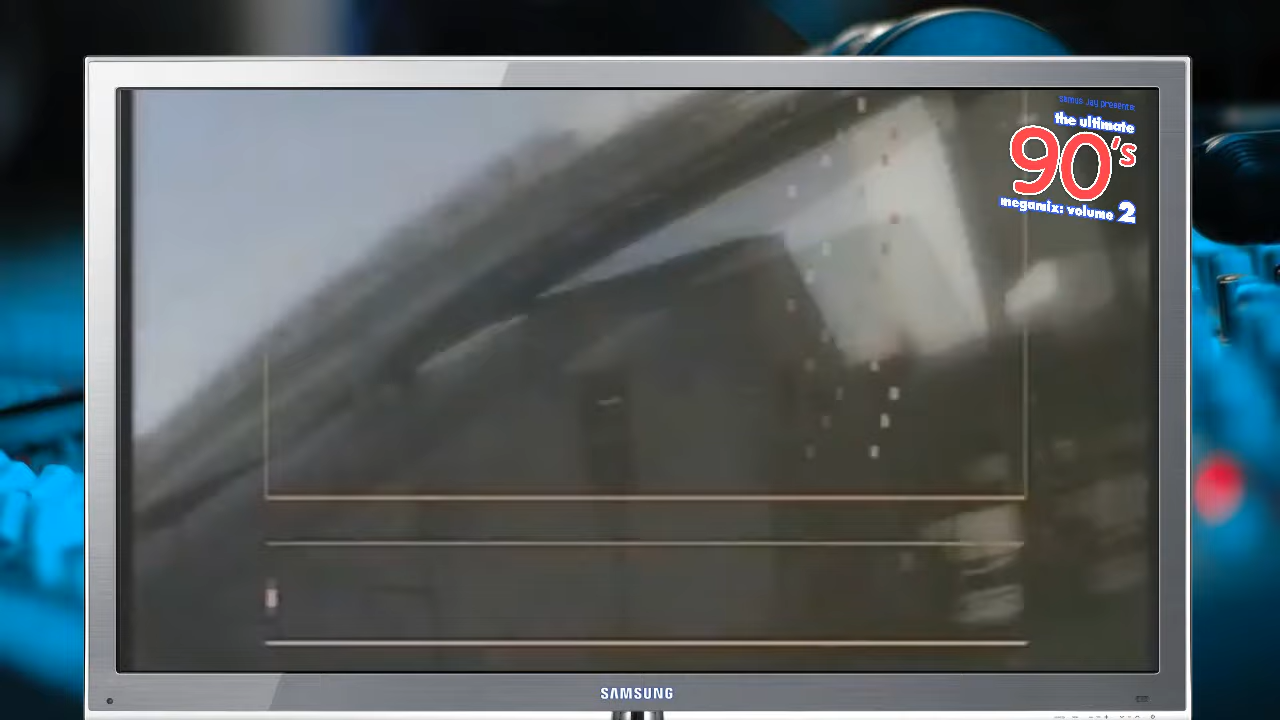 samus jay presents
the ultimate
90's
megamix: volume 2
SAMSUNG